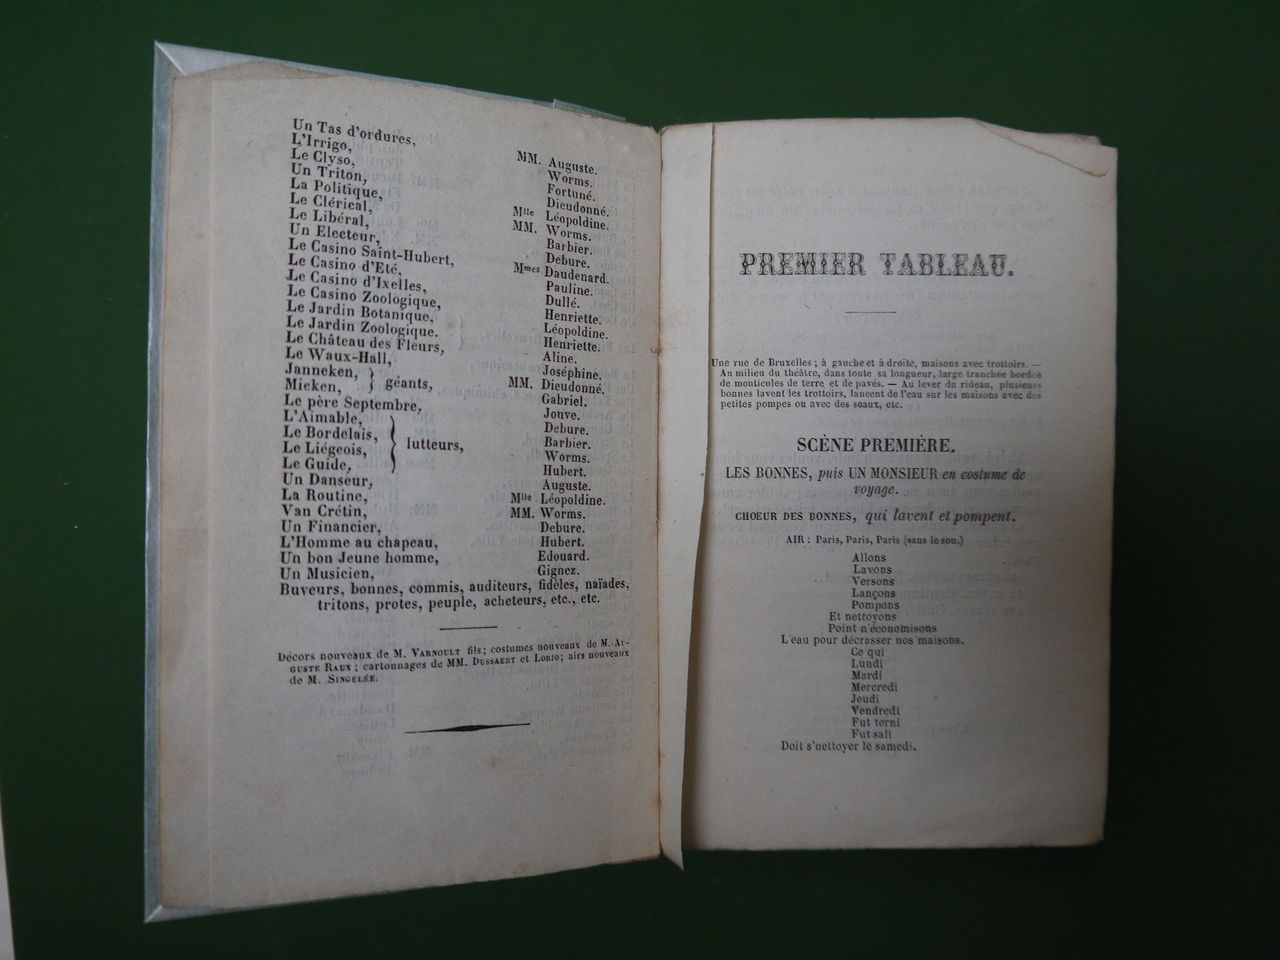 Un Tas d'ordures, MM. Auguste.
L'Irrigo, Worms.
Le Clyso, Fortuné.
Un Triton, Dieudonné.
La Politique, Mlle Léopoldine.
Le Clérical, MM. Worms.
Le Libéral, Barbier.
Un Electeur, Debure.
Le Casino Saint-Hubert, Mmes Daudenard.
Le Casino d'Eté, Pauline.
Le Casino d'Ixelles, Dullé.
Le Casino Zoologique, Henriette.
Le Jardin Botanique, Léopoldine.
Le Jardin Zoologique. Henriette.
Le Château des Fleurs, Aline.
Le Waux-Hall, Joséphine.
Janneken, } géants, MM. Dieudonné.
Mieken, Gabriel.
Le père Septembre, Jouve.
L'Aimable, Debure.
Le Bordelais, } lutteurs, Barbier.
Le Liégeois, Worms.
Le Guide, Hubert.
Un Danseur, Auguste.
La Routine, Mlle Léopoldine.
Van Crétin, MM. Worms.
Un Financier, Debure.
L'Homme au chapeau, Hubert.
Un bon Jeune homme, Edouard.
Un Musicien, Gignez.
Buveurs, bonnes, commis, auditeurs, fidèles, naïades,
tritons, protes, peuple, acheteurs, etc., etc.
Décors nouveaux de M. Varnoult fils; costumes nouveaux de M. Au-
guste Raux; cartonnages de MM. Dussaert et Lorio; airs nouveaux
de M. Singelée.
PREMIER TABLEAU.
Une rue de Bruxelles; à gauche et à droite, maisons avec trottoirs. —
Au milieu du théâtre, dans toute sa longueur, large tranchée bordée
de monticules de terre et de pavés. — Au lever du rideau, plusieurs
bonnes lavent les trottoirs, lancent de l'eau sur les maisons avec des
petites pompes ou avec des seaux, etc.
SCÈNE PREMIÈRE.
LES BONNES, puis UN MONSIEUR en costume de
voyage.
CHOEUR DES BONNES, qui lavent et pompent.
AIR : Paris, Paris, Paris (sans le sou.)
Allons
Lavons
Versons
Lançons
Pompons
Et nettoyons
Point n'économisons
L'eau pour décrasser nos maisons.
Ce qui
Lundi
Mardi
Mercredi
Jeudi
Vendredi
Fut terni
Fut sali
Doit s'nettoyer le samedi.